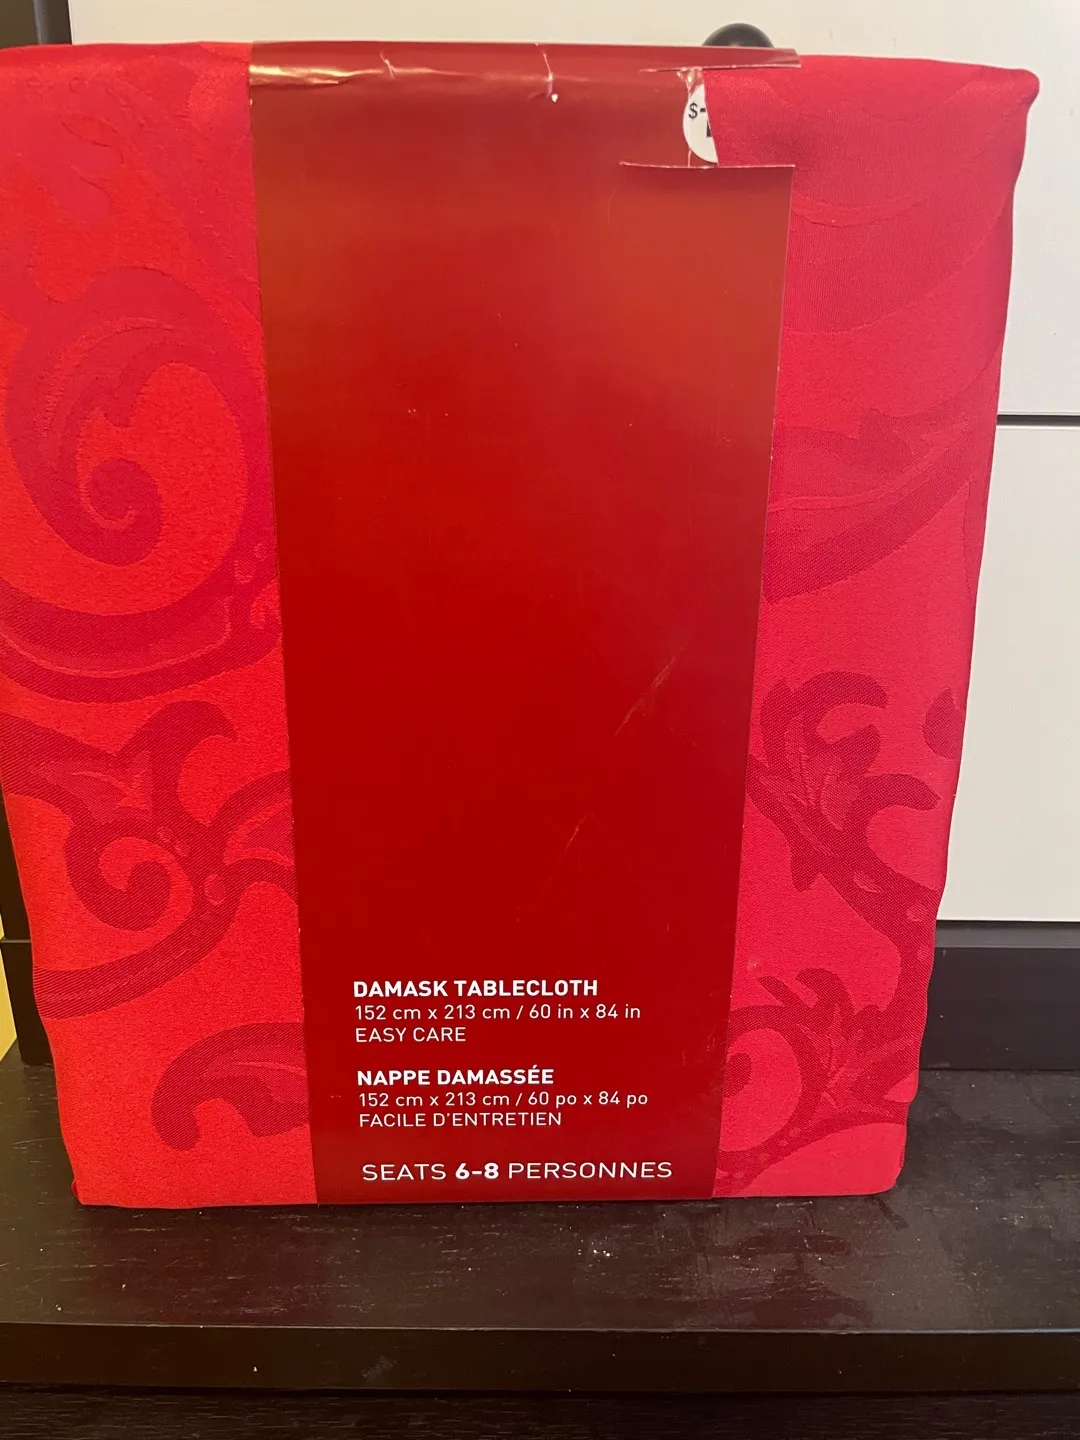 $
DAMASK TABLECLOTH
152 cm x 213 cm / 60 in x 84 in
EASY CARE
NAPPE DAMASSÉE
152 cm x 213 cm / 60 po x 84 po
FACILE D'ENTRETIEN
SEATS 6-8 PERSONNES